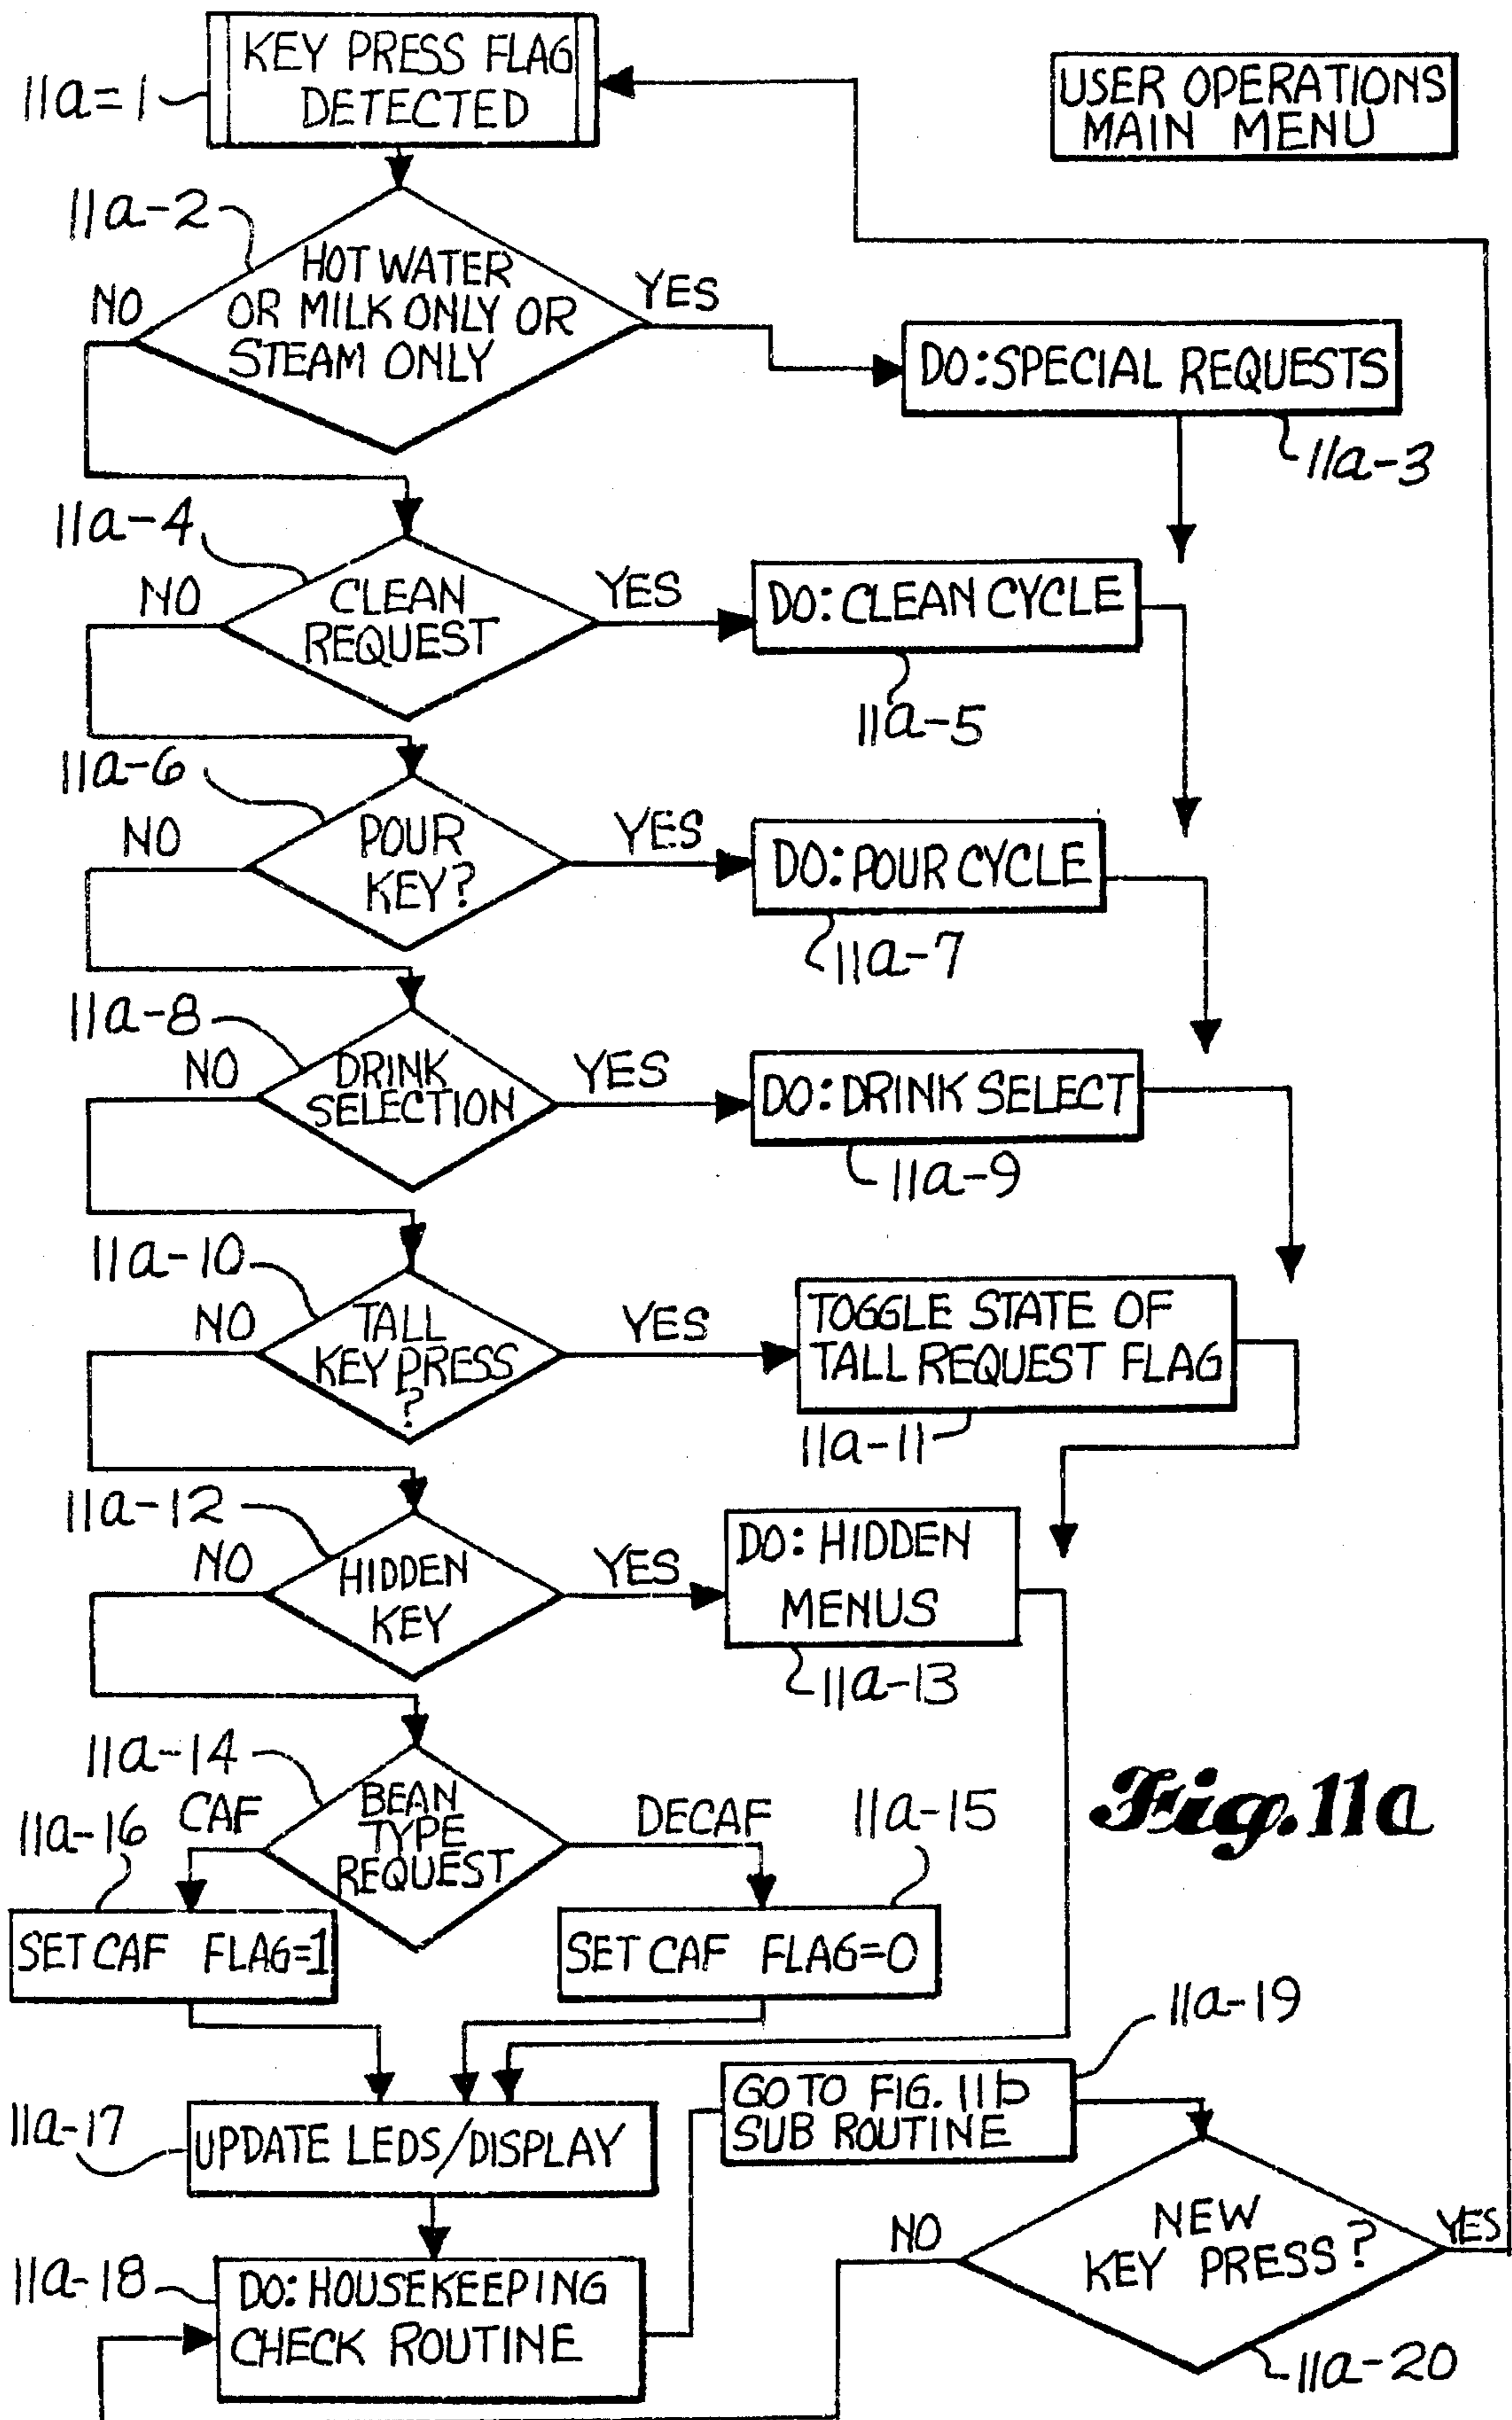 KEY PRESS FLAG
DETECTED
11a=1
USER OPERATIONS
MAIN MENU
11a-2
HOT WATER
OR MILK ONLY OR
STEAM ONLY
NO
YES
DO: SPECIAL REQUESTS
11a-3
11a-4
CLEAN
REQUEST
NO
YES
DO: CLEAN CYCLE
11a-5
11a-6
POUR
KEY?
NO
YES
DO: POUR CYCLE
11a-7
11a-8
DRINK
SELECTION
NO
YES
DO: DRINK SELECT
11a-9
11a-10
TALL
KEY PRESS
?
NO
YES
TOGGLE STATE OF
TALL REQUEST FLAG
11a-11
11a-12
HIDDEN
KEY
NO
YES
DO: HIDDEN
MENUS
11a-13
11a-14
BEAN
TYPE
REQUEST
CAF
DECAF
11a-16
11a-15
SET CAF FLAG=1
SET CAF FLAG=0
Fig. 11a
11a-17
UPDATE LEDS/DISPLAY
GO TO FIG. 11b
SUB ROUTINE
11a-19
11a-18
DO: HOUSEKEEPING
CHECK ROUTINE
NO
NEW
KEY PRESS?
YES
11a-20